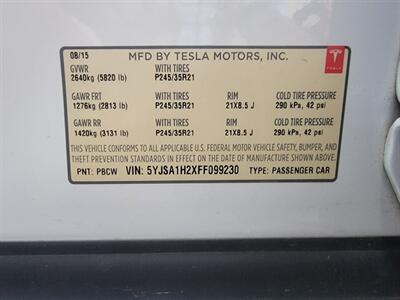 08/15 MFD BY TESLA MOTORS, INC.
GVWR WITH TIRES
2640kg (5820 lb) P245/35R21
GAWR FRT WITH TIRES RIM COLD TIRE PRESSURE
1276kg (2813 lb) P245/35R21 21X8.5 J 290 kPa, 42 psi
GAWR RR WITH TIRES RIM COLD TIRE PRESSURE
1420kg (3131 lb) P245/35R21 21X8.5 J 290 kPa, 42 psi
THIS VEHICLE CONFORMS TO ALL APPLICABLE U.S. FEDERAL MOTOR VEHICLE SAFETY, BUMPER, AND
THEFT PREVENTION STANDARDS IN EFFECT ON THE DATE OF MANUFACTURE SHOWN ABOVE.
PNT: PBCW VIN: 5YJSA1H2XFF099230 TYPE: PASSENGER CAR